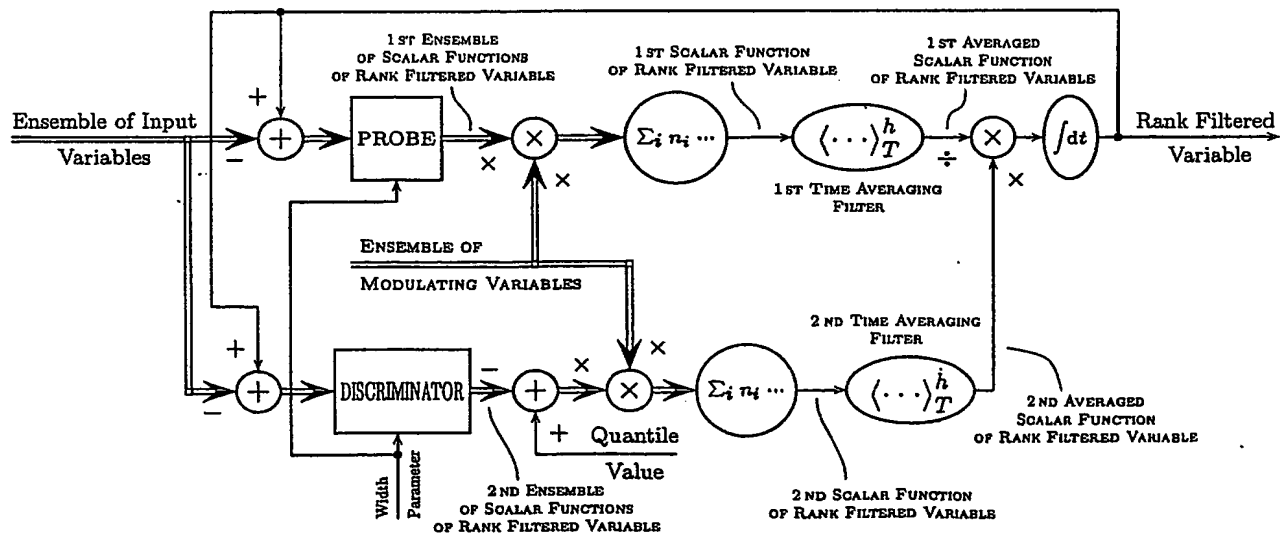 1ST ENSEMBLE
OF SCALAR FUNCTIONS
OF RANK FILTERED VARIABLE
1ST SCALAR FUNCTION
OF RANK FILTERED VARIABLE
1ST AVERAGED
SCALAR FUNCTION
OF RANK FILTERED VARIABLE
Ensemble of Input
Variables
+
−
+
PROBE
×
×
×
Σᵢ nᵢ ⋯
⟨⋯⟩ʰ_T
÷
×
×
∫dt
Rank Filtered
Variable
1ST TIME AVERAGING
FILTER
ENSEMBLE OF
MODULATING VARIABLES
2ND TIME AVERAGING
FILTER
+
−
+
DISCRIMINATOR
−
+
×
×
×
Σᵢ nᵢ ⋯
⟨⋯⟩^ḣ_T
+
Quantile
Value
Width
Parameter
2ND AVERAGED
SCALAR FUNCTION
OF RANK FILTERED VARIABLE
2ND ENSEMBLE
OF SCALAR FUNCTIONS
OF RANK FILTERED VARIABLE
2ND SCALAR FUNCTION
OF RANK FILTERED VARIABLE